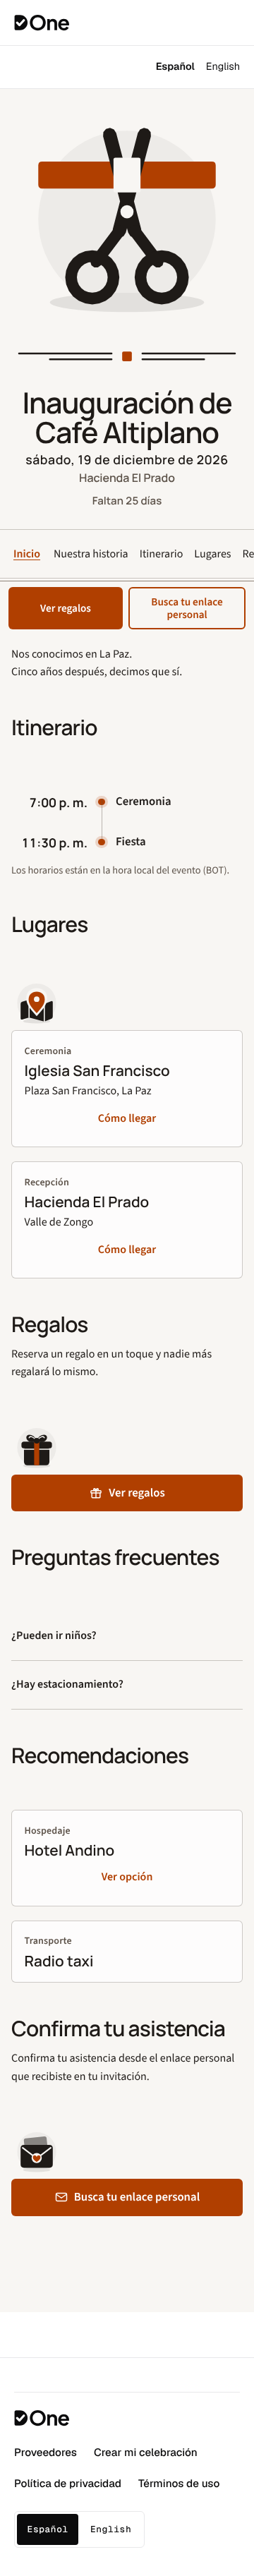 One
Español English
Inauguración de
Café Altiplano
sábado, 19 de diciembre de 2026
Hacienda El Prado
Faltan 25 días
Inicio Nuestra historia Itinerario Lugares Re
Ver regalos
Busca tu enlace
personal
Nos conocimos en La Paz.
Cinco años después, decimos que sí.
Itinerario
7:00 p. m. Ceremonia
11:30 p. m. Fiesta
Los horarios están en la hora local del evento (BOT).
Lugares
Ceremonia
Iglesia San Francisco
Plaza San Francisco, La Paz
Cómo llegar
Recepción
Hacienda El Prado
Valle de Zongo
Cómo llegar
Regalos
Reserva un regalo en un toque y nadie más
regalará lo mismo.
Ver regalos
Preguntas frecuentes
¿Pueden ir niños?
¿Hay estacionamiento?
Recomendaciones
Hospedaje
Hotel Andino
Ver opción
Transporte
Radio taxi
Confirma tu asistencia
Confirma tu asistencia desde el enlace personal
que recibiste en tu invitación.
Busca tu enlace personal
One
Proveedores Crear mi celebración
Política de privacidad Términos de uso
Español English